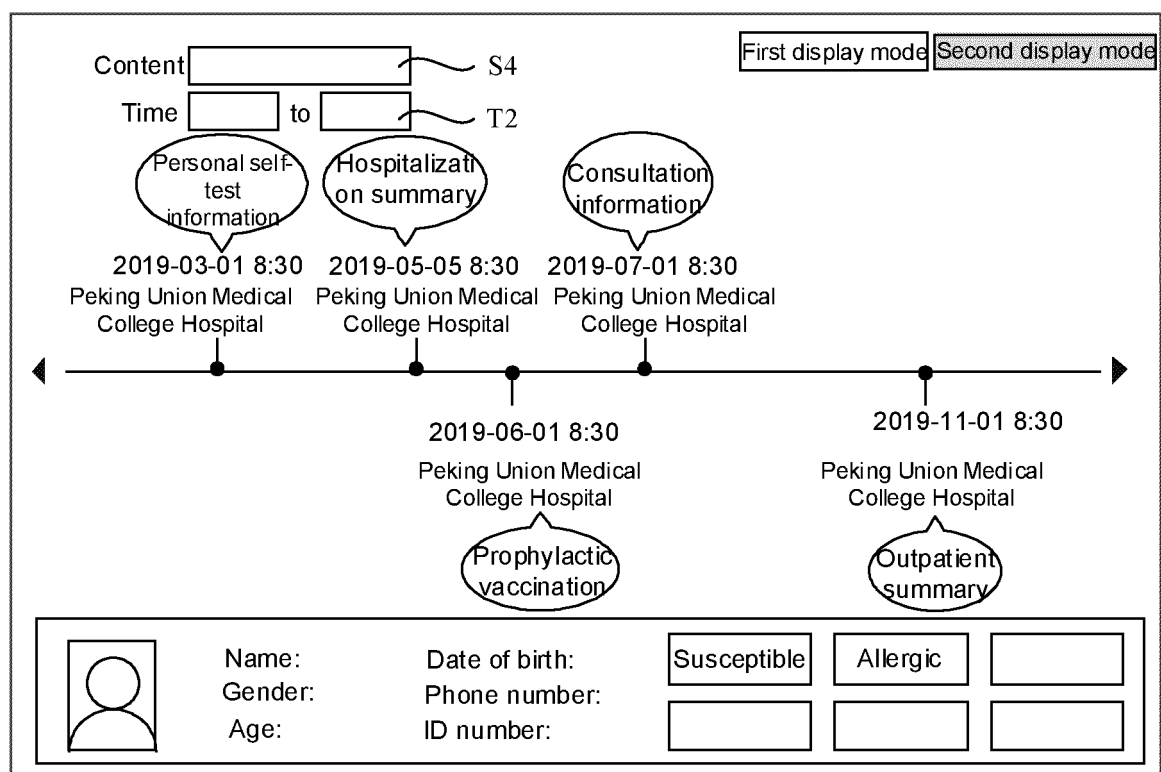 First display mode
Second display mode
Content
S4
Time
to
T2
Personal self-
test
information
Hospitalizati
on summary
Consultation
information
2019-03-01 8:30
2019-05-05 8:30
2019-07-01 8:30
Peking Union Medical
College Hospital
Peking Union Medical
College Hospital
Peking Union Medical
College Hospital
2019-06-01 8:30
2019-11-01 8:30
Peking Union Medical
College Hospital
Peking Union Medical
College Hospital
Prophylactic
vaccination
Outpatient
summary
Name:
Gender:
Age:
Date of birth:
Phone number:
ID number:
Susceptible
Allergic